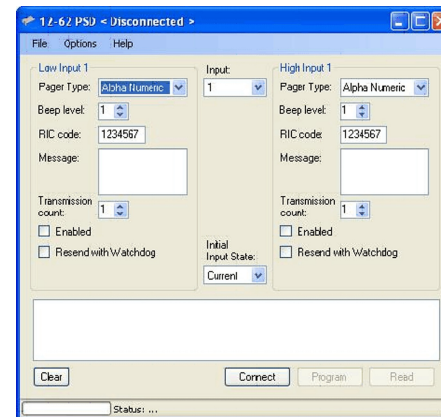 12-62 PSD < Disconnected >
File Options Help
Low Input 1
Pager Type: Alpha Numeric
Beep level: 1
RIC code: 1234567
Message:
Transmission
count: 1
Enabled
Resend with Watchdog
Input:
1
Initial
Input State:
Current
High Input 1
Pager Type: Alpha Numeric
Beep level: 1
RIC code: 1234567
Message:
Transmission
count: 1
Enabled
Resend with Watchdog
Clear Connect Program Read
Status: ...